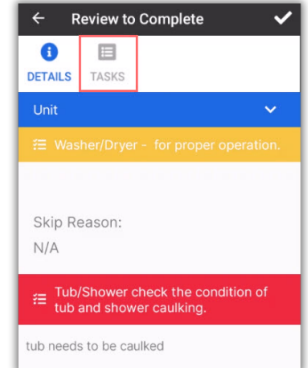 Review to Complete
DETAILS TASKS
Unit
Washer/Dryer - for proper operation.
Skip Reason:
N/A
Tub/Shower check the condition of
tub and shower caulking.
tub needs to be caulked